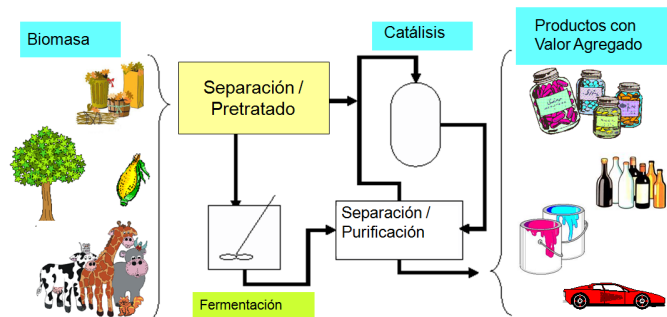 Biomasa
Separación /
Pretratado
Catálisis
Productos con
Valor Agregado
Separación /
Purificación
Fermentación